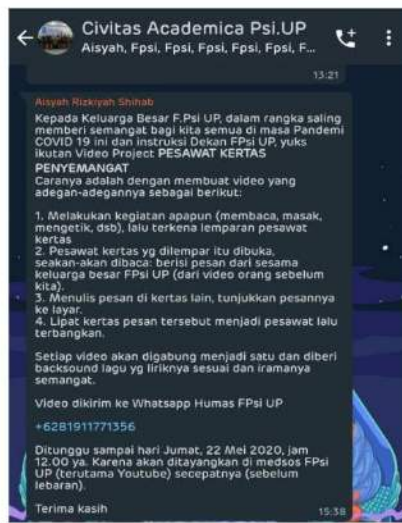 Civitas Academica Psi.UP
Aisyah, Fpsi, Fpsi, Fpsi, Fpsi, Fpsi, F...
13:21
Aisyah Rizkiyah Shihab
Kepada Keluarga Besar F.Psi UP, dalam rangka saling
memberi semangat bagi kita semua di masa Pandemi
COVID 19 ini dan instruksi Dekan FPsi UP, yuks
ikutan Video Project PESAWAT KERTAS
PENYEMANGAT
Caranya adalah dengan membuat video yang
adegan-adegannya sebagai berikut:
1. Melakukan kegiatan apapun (membaca, masak,
mengetik, dsb), lalu terkena lemparan pesawat
kertas
2. Pesawat kertas yg dilempar itu dibuka,
seakan-akan dibaca: berisi pesan dari sesama
keluarga besar FPsi UP (dari video orang sebelum
kita).
3. Menulis pesan di kertas lain, tunjukkan pesannya
ke layar.
4. Lipat kertas pesan tersebut menjadi pesawat lalu
terbangkan.
Setiap video akan digabung menjadi satu dan diberi
backsound lagu yg liriknya sesuai dan iramanya
semangat.
Video dikirim ke Whatsapp Humas FPsi UP
+6281911771356
Ditunggu sampai hari Jumat, 22 Mei 2020, jam
12.00 ya. Karena akan ditayangkan di medsos FPsi
UP (terutama Youtube) secepatnya (sebelum
lebaran).
Terima kasih
15:38